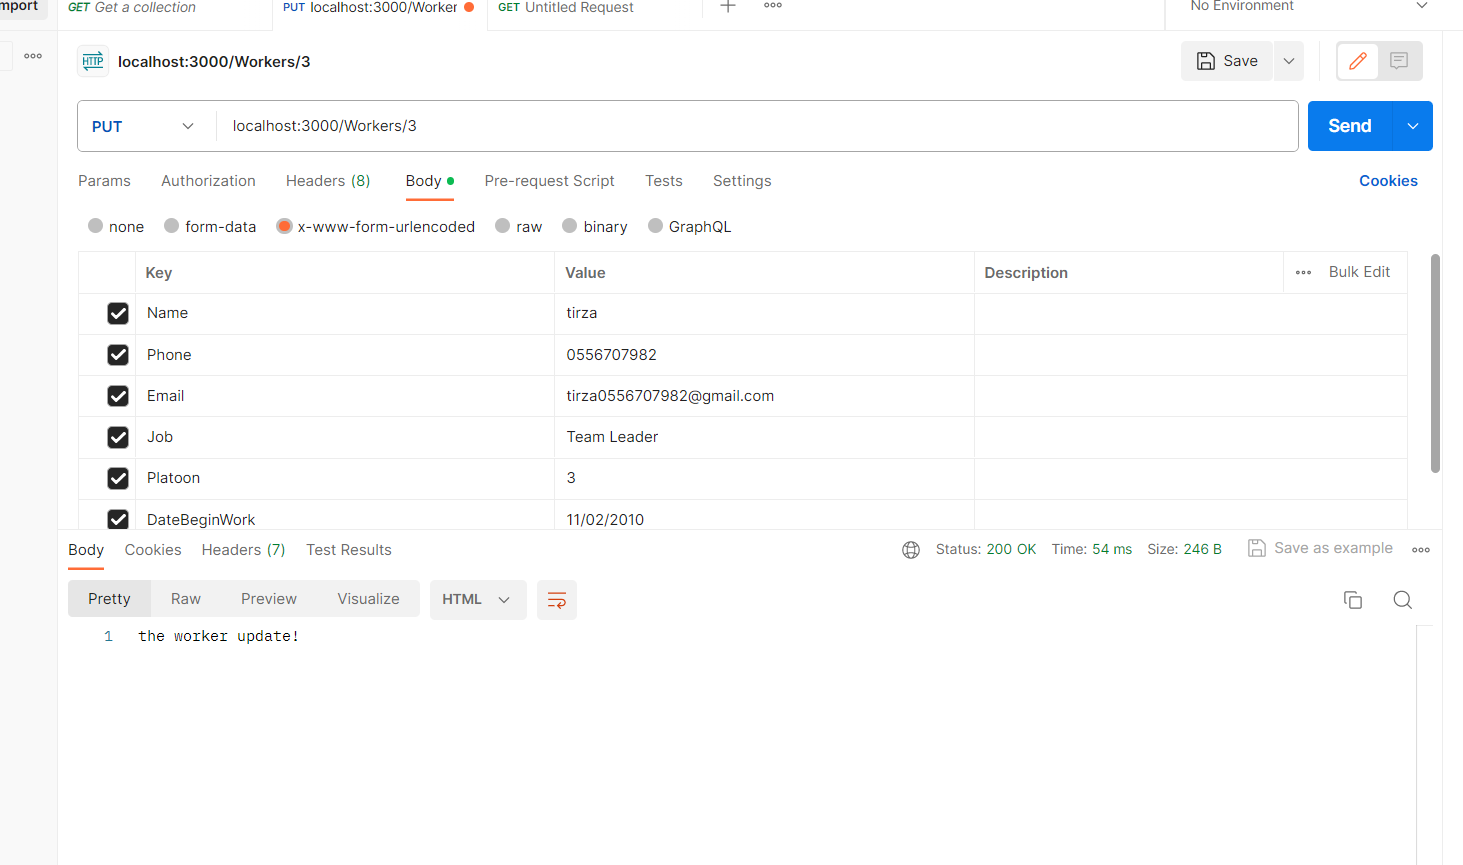 mport GET Get a collection PUT localhost:3000/Worker GET Untitled Request No Environment
HTTP localhost:3000/Workers/3 Save
PUT localhost:3000/Workers/3 Send
Params Authorization Headers (8) Body Pre-request Script Tests Settings Cookies
none form-data x-www-form-urlencoded raw binary GraphQL
Key Value Description Bulk Edit
Name tirza
Phone 0556707982
Email tirza0556707982@gmail.com
Job Team Leader
Platoon 3
DateBeginWork 11/02/2010
Body Cookies Headers (7) Test Results Status: 200 OK Time: 54 ms Size: 246 B Save as example
Pretty Raw Preview Visualize HTML
1 the worker update!